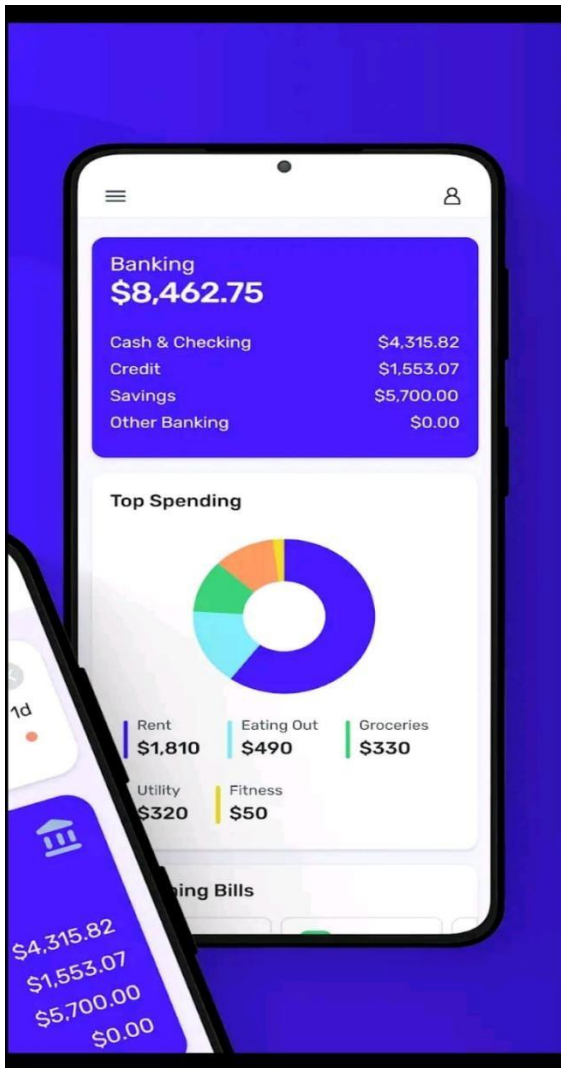 Banking
$8,462.75
Cash & Checking $4,315.82
Credit $1,553.07
Savings $5,700.00
Other Banking $0.00
Top Spending
Rent Eating Out Groceries
$1,810 $490 $330
Utility Fitness
$320 $50
ning Bills
1d
$4,315.82
$1,553.07
$5,700.00
$0.00